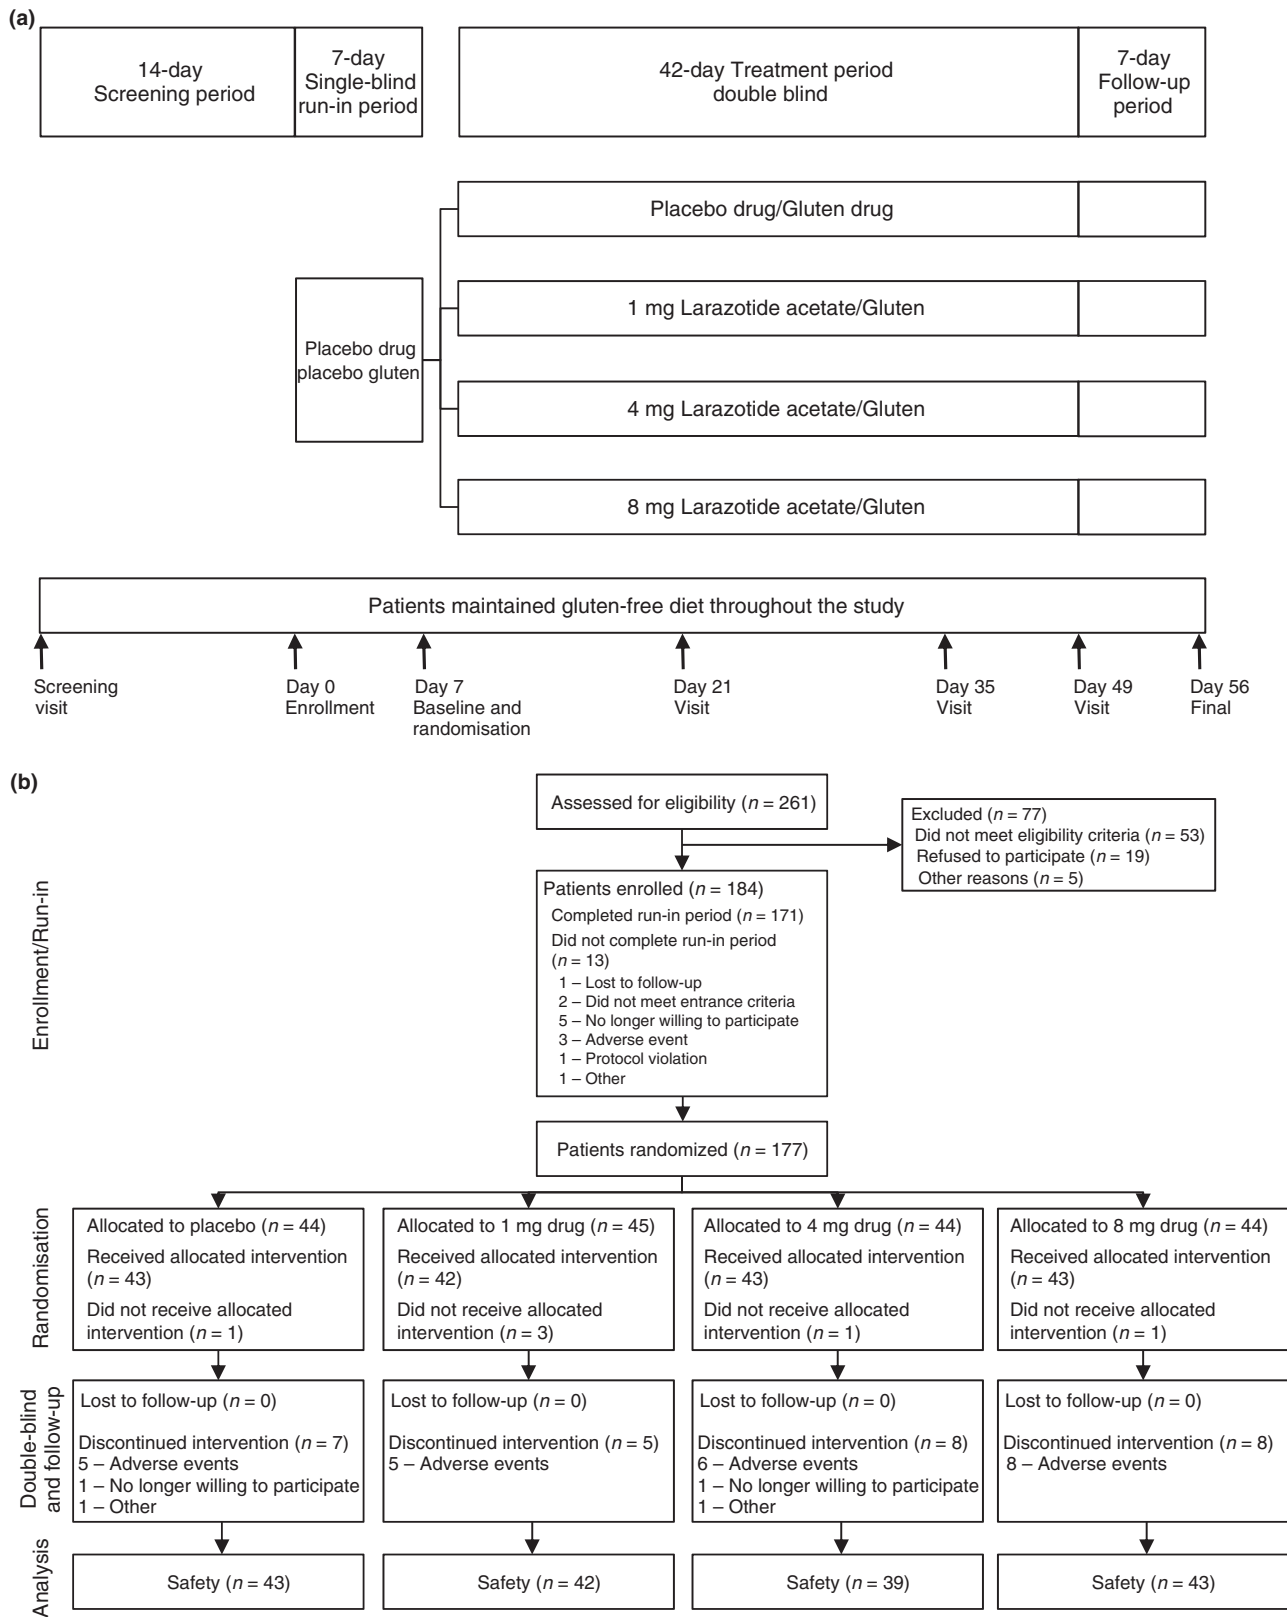 (a)
14-day
Screening period
7-day
Single-blind
run-in period
42-day Treatment period
double blind
7-day
Follow-up
period
Placebo drug/Gluten drug
1 mg Larazotide acetate/Gluten
Placebo drug
placebo gluten
4 mg Larazotide acetate/Gluten
8 mg Larazotide acetate/Gluten
Patients maintained gluten-free diet throughout the study
Screening
visit
Day 0
Enrollment
Day 7
Baseline and
randomisation
Day 21
Visit
Day 35
Visit
Day 49
Visit
Day 56
Final
(b)
Enrollment/Run-in
Assessed for eligibility (n = 261)
Excluded (n = 77)
Did not meet eligibility criteria (n = 53)
Refused to participate (n = 19)
Other reasons (n = 5)
Patients enrolled (n = 184)
Completed run-in period (n = 171)
Did not complete run-in period
(n = 13)
1 – Lost to follow-up
2 – Did not meet entrance criteria
5 – No longer willing to participate
3 – Adverse event
1 – Protocol violation
1 – Other
Patients randomized (n = 177)
Randomisation
Allocated to placebo (n = 44)
Received allocated intervention
(n = 43)
Did not receive allocated
intervention (n = 1)
Allocated to 1 mg drug (n = 45)
Received allocated intervention
(n = 42)
Did not receive allocated
intervention (n = 3)
Allocated to 4 mg drug (n = 44)
Received allocated intervention
(n = 43)
Did not receive allocated
intervention (n = 1)
Allocated to 8 mg drug (n = 44)
Received allocated intervention
(n = 43)
Did not receive allocated
intervention (n = 1)
Double-blind
and follow-up
Lost to follow-up (n = 0)
Discontinued intervention (n = 7)
5 – Adverse events
1 – No longer willing to participate
1 – Other
Lost to follow-up (n = 0)
Discontinued intervention (n = 5)
5 – Adverse events
Lost to follow-up (n = 0)
Discontinued intervention (n = 8)
6 – Adverse events
1 – No longer willing to participate
1 – Other
Lost to follow-up (n = 0)
Discontinued intervention (n = 8)
8 – Adverse events
Analysis
Safety (n = 43)
Safety (n = 42)
Safety (n = 39)
Safety (n = 43)